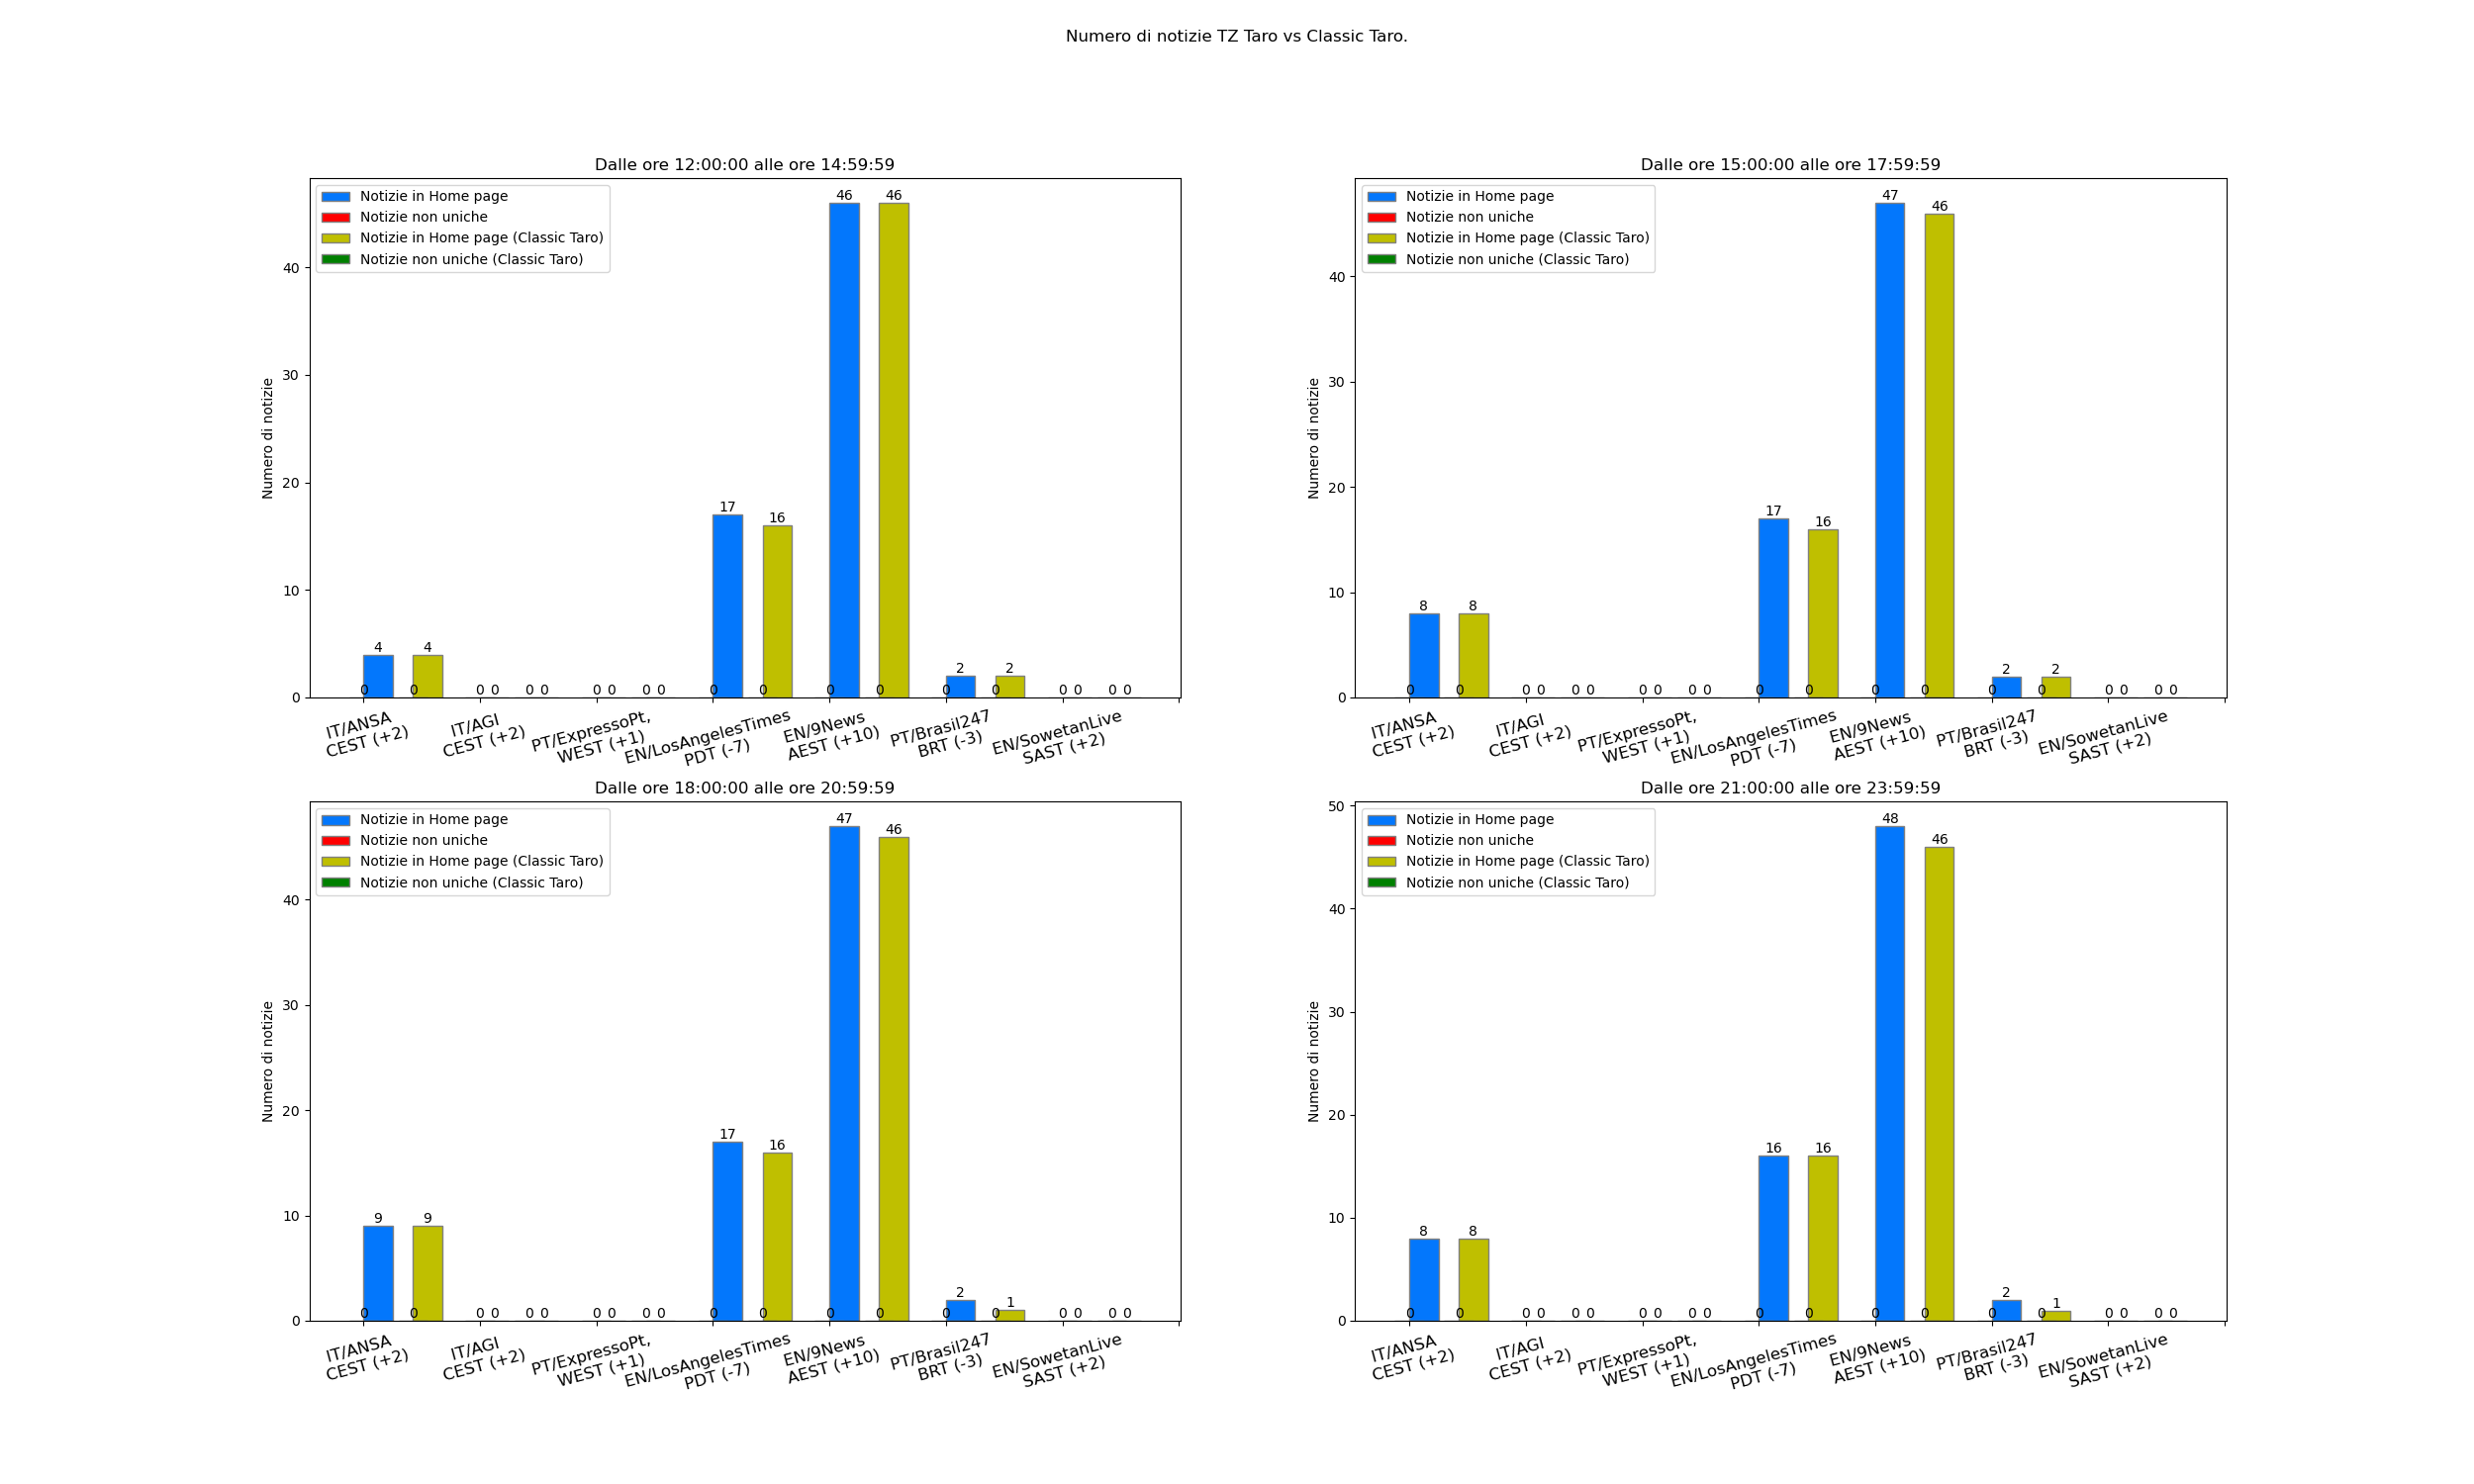 Numero di notizie TZ Taro vs Classic Taro.
Dalle ore 12:00:00 alle ore 14:59:59
Notizie in Home page
Notizie non uniche
Notizie in Home page (Classic Taro)
Notizie non uniche (Classic Taro)
Numero di notizie
40
30
20
10
0
46 46
17 16
4 4
2 2
0 0 0 0 0 0 0 0 0 0 0 0 0 0 0 0 0 0 0 0
IT/ANSA
CEST (+2)
IT/AGI
CEST (+2)
PT/ExpressoPt,
WEST (+1)
EN/LosAngelesTimes
PDT (-7)
EN/9News
AEST (+10)
PT/Brasil247
BRT (-3)
EN/SowetanLive
SAST (+2)
Dalle ore 15:00:00 alle ore 17:59:59
Notizie in Home page
Notizie non uniche
Notizie in Home page (Classic Taro)
Notizie non uniche (Classic Taro)
Numero di notizie
40
30
20
10
0
47 46
17 16
8 8
2 2
0 0 0 0 0 0 0 0 0 0 0 0 0 0 0 0 0 0 0 0
IT/ANSA
CEST (+2)
IT/AGI
CEST (+2)
PT/ExpressoPt,
WEST (+1)
EN/LosAngelesTimes
PDT (-7)
EN/9News
AEST (+10)
PT/Brasil247
BRT (-3)
EN/SowetanLive
SAST (+2)
Dalle ore 18:00:00 alle ore 20:59:59
Notizie in Home page
Notizie non uniche
Notizie in Home page (Classic Taro)
Notizie non uniche (Classic Taro)
Numero di notizie
40
30
20
10
0
47 46
17 16
9 9
2 1
0 0 0 0 0 0 0 0 0 0 0 0 0 0 0 0 0 0 0 0
IT/ANSA
CEST (+2)
IT/AGI
CEST (+2)
PT/ExpressoPt,
WEST (+1)
EN/LosAngelesTimes
PDT (-7)
EN/9News
AEST (+10)
PT/Brasil247
BRT (-3)
EN/SowetanLive
SAST (+2)
Dalle ore 21:00:00 alle ore 23:59:59
Notizie in Home page
Notizie non uniche
Notizie in Home page (Classic Taro)
Notizie non uniche (Classic Taro)
Numero di notizie
50
40
30
20
10
0
48 46
16 16
8 8
2 1
0 0 0 0 0 0 0 0 0 0 0 0 0 0 0 0 0 0 0 0
IT/ANSA
CEST (+2)
IT/AGI
CEST (+2)
PT/ExpressoPt,
WEST (+1)
EN/LosAngelesTimes
PDT (-7)
EN/9News
AEST (+10)
PT/Brasil247
BRT (-3)
EN/SowetanLive
SAST (+2)